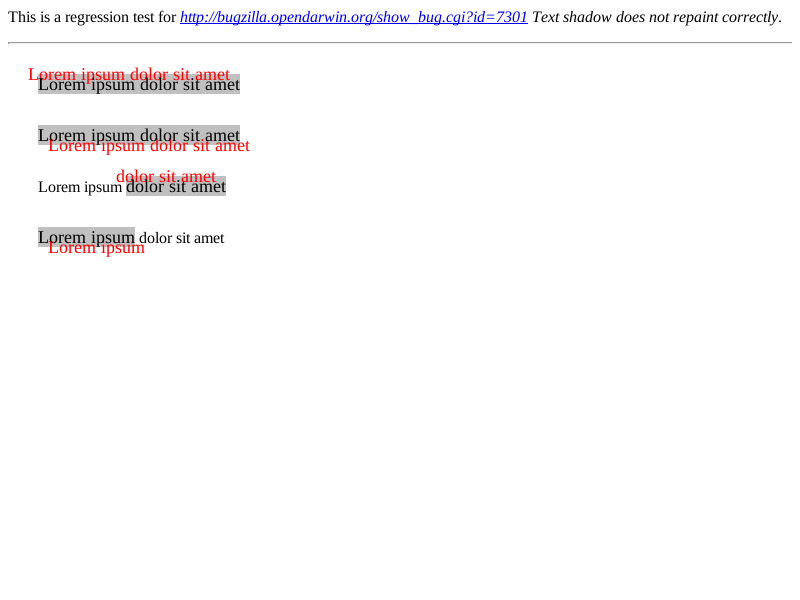 This is a regression test for http://bugzilla.opendarwin.org/show_bug.cgi?id=7301 Text shadow does not repaint correctly.
Lorem ipsum dolor sit amet
Lorem ipsum dolor sit amet
Lorem ipsum dolor sit amet
Lorem ipsum dolor sit amet
dolor sit amet
Lorem ipsum dolor sit amet
Lorem ipsum dolor sit amet
Lorem ipsum